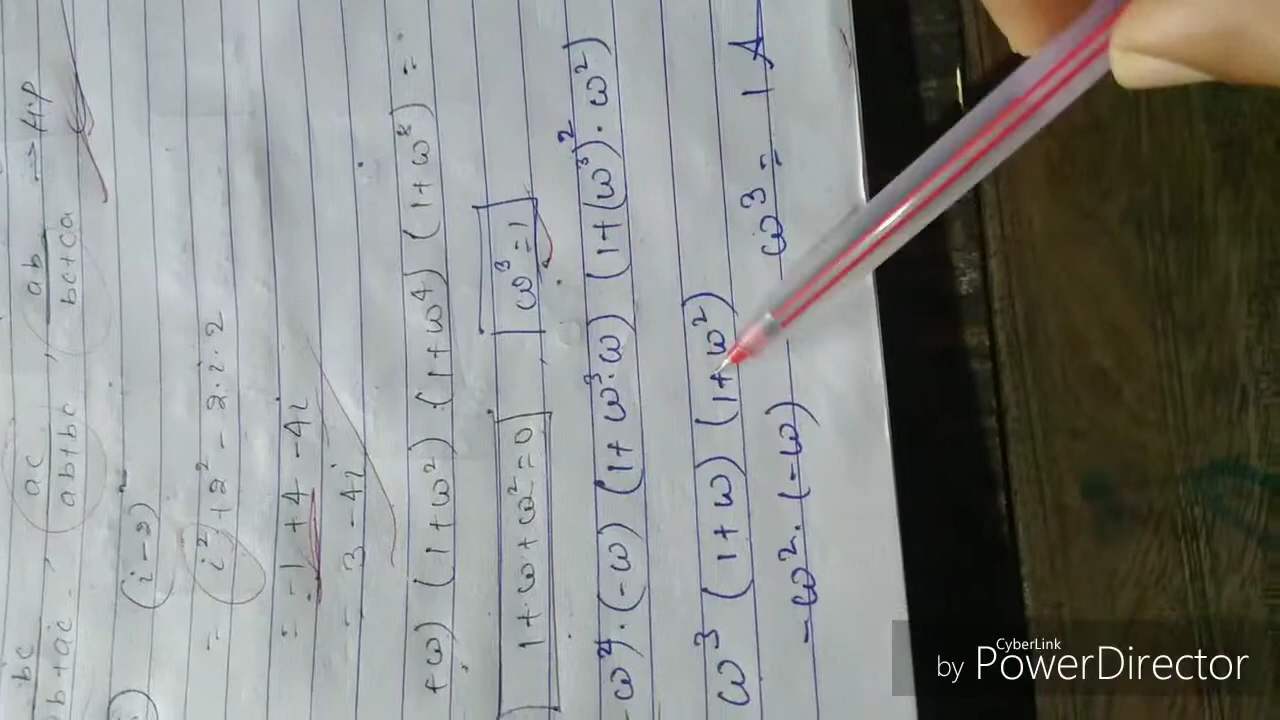 bc , ac , ab → H.P
ab+ac , ab+bc , bc+ca
(i-2)
= i² + 2² - 2·i·2
= -1 + 4 - 4i
= 3 - 4i
+ω) (1+ω²) (1+ω⁴) (1+ω⁸) =
1+ω+ω²=0 , ω³=1
-ω²·(-ω) (1+ω³·ω) (1+(ω³)²·ω²)
ω³ (1+ω) (1+ω²)
-ω²·(-ω) ω³ = 1 A
CyberLink
by PowerDirector